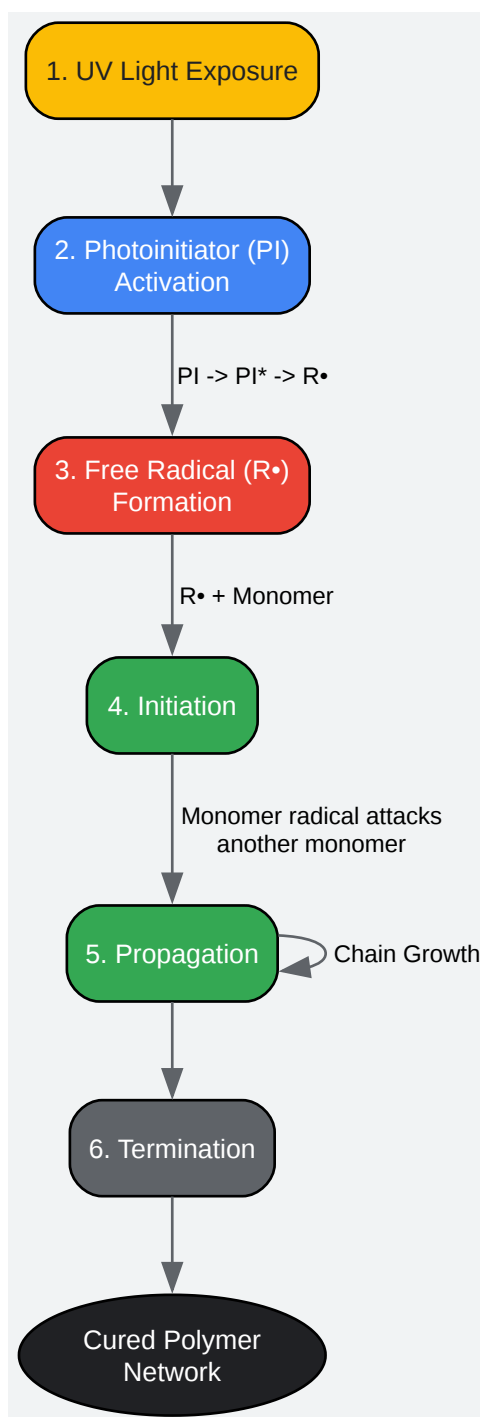 1. UV Light Exposure
2. Photoinitiator (PI)
Activation
PI -> PI* -> R•
3. Free Radical (R•)
Formation
R• + Monomer
4. Initiation
Monomer radical attacks
another monomer
5. Propagation
Chain Growth
6. Termination
Cured Polymer
Network